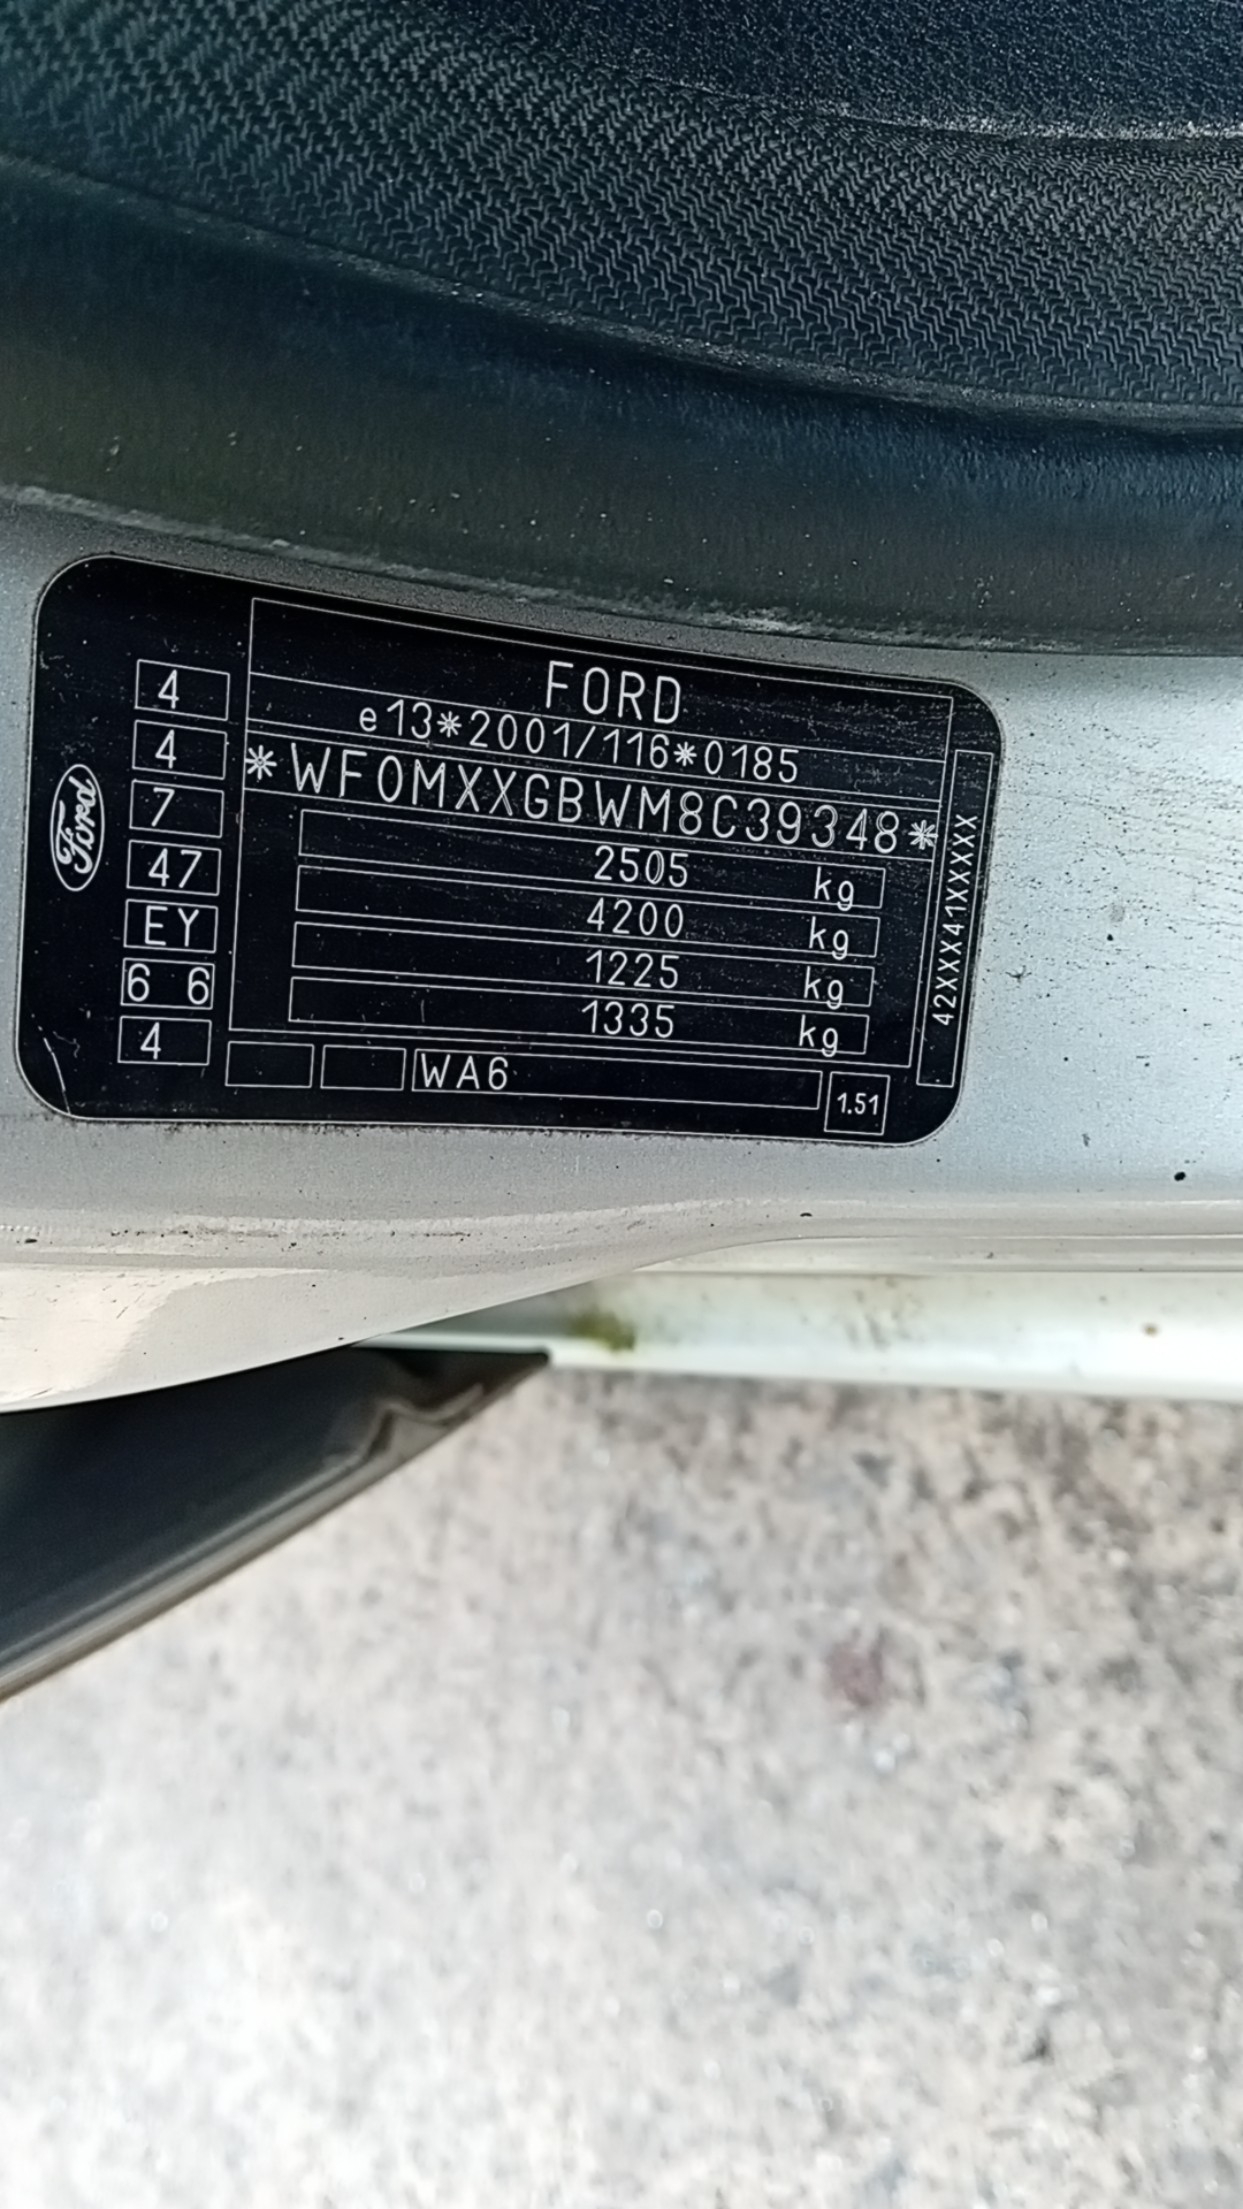 Ford
4
4
7
47
EY
6 6
4
FORD
e13*2001/116*0185
*WF0MXXGBWM8C39348*
2505 kg
4200 kg
1225 kg
1335 kg
WA6
1.51
42XXX41XXXXX